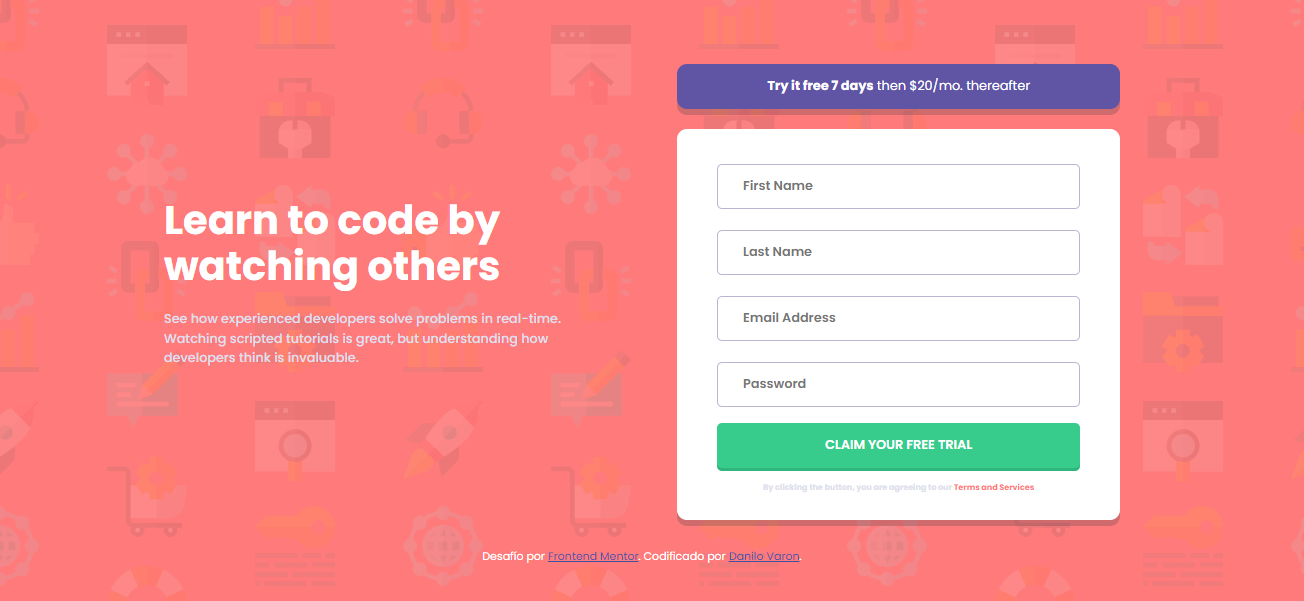 Learn to code by
watching others
See how experienced developers solve problems in real-time.
Watching scripted tutorials is great, but understanding how
developers think is invaluable.
Try it free 7 days then $20/mo. thereafter
First Name
Last Name
Email Address
Password
CLAIM YOUR FREE TRIAL
By clicking the button, you are agreeing to our Terms and Services
Desafío por Frontend Mentor. Codificado por Danilo Varon.